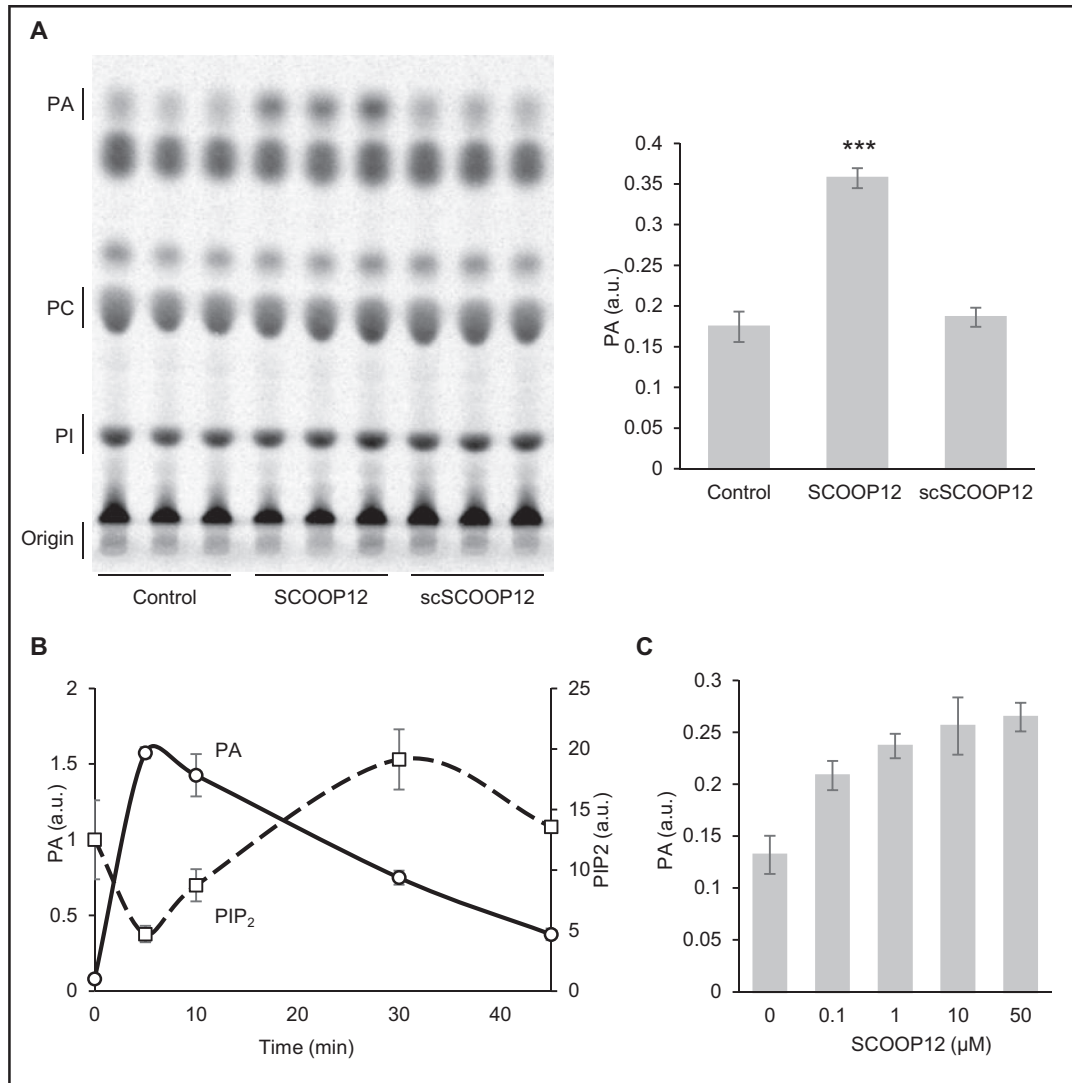 A
PA
PC
PI
Origin
Control SCOOP12 scSCOOP12
PA (a.u.)
0.4
0.35
0.3
0.25
0.2
0.15
0.1
0.05
0
***
Control SCOOP12 scSCOOP12
B
PA (a.u.)
2
1.5
1
0.5
0
PA
PIP₂
25
20
15
10
5
0
PIP2 (a.u.)
0 10 20 30 40
Time (min)
C
PA (a.u.)
0.3
0.25
0.2
0.15
0.1
0.05
0
0 0.1 1 10 50
SCOOP12 (µM)